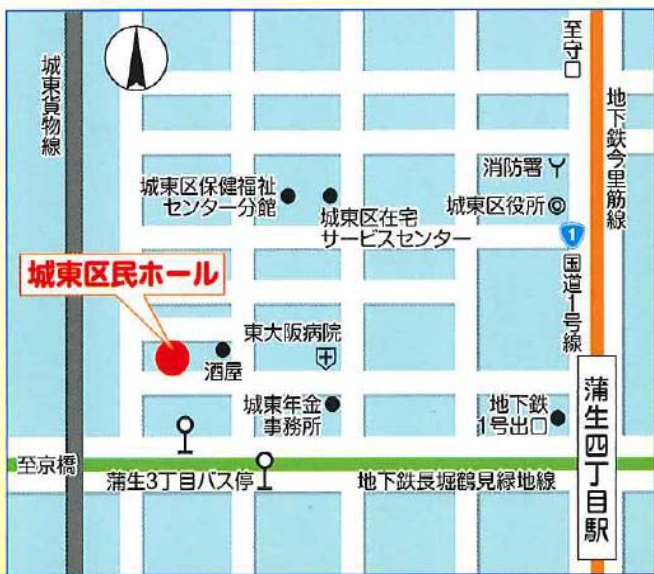 城東貨物線
至守口
地下鉄今里筋線
消防署
城東区保健福祉
センター分館
城東区在宅
サービスセンター
城東区役所
1
国道1号線
城東区民ホール
東大阪病院
酒屋
城東年金
事務所
地下鉄
1号出口
蒲生四丁目駅
至京橋
蒲生3丁目バス停
地下鉄長堀鶴見緑地線